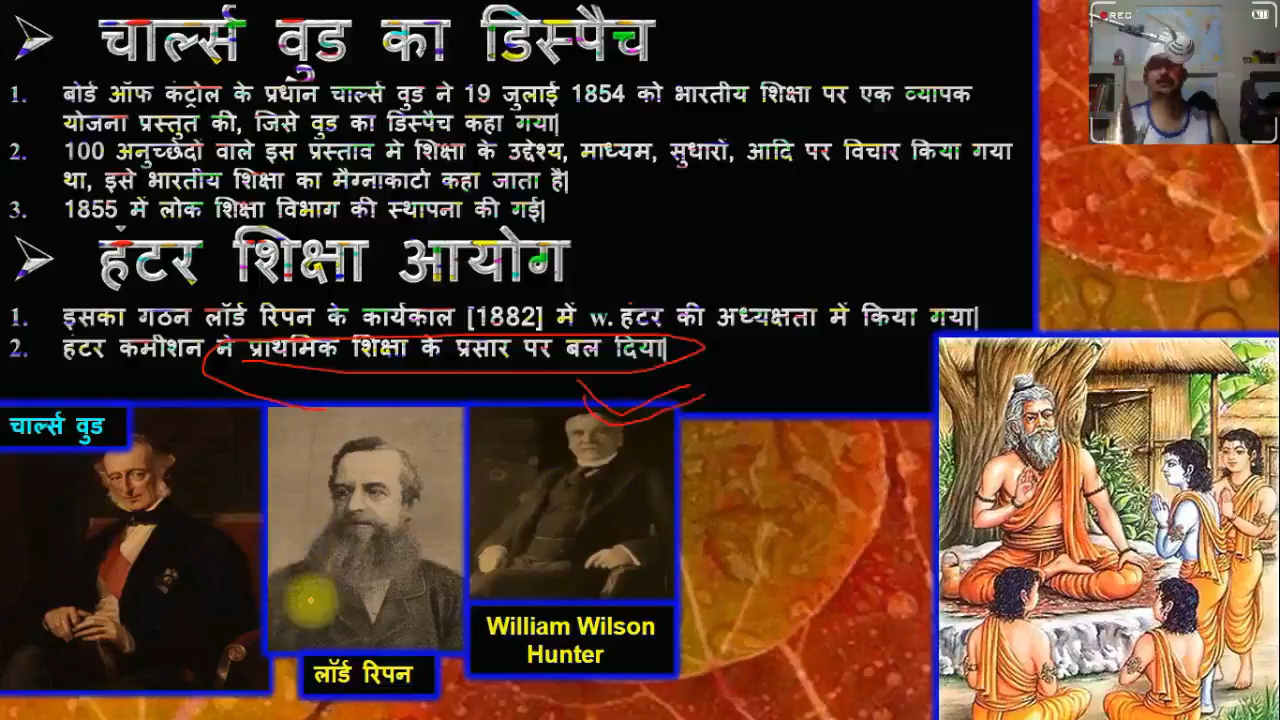 चार्ल्स वुड का डिस्पैच
1. बोर्ड ऑफ कंट्रोल के प्रधान चार्ल्स वुड ने 19 जुलाई 1854 को भारतीय शिक्षा पर एक व्यापक
योजना प्रस्तुत की, जिसे वुड का डिस्पैच कहा गया|
2. 100 अनुच्छेदों वाले इस प्रस्ताव में शिक्षा के उद्देश्य, माध्यम, सुधारों, आदि पर विचार किया गया
था, इसे भारतीय शिक्षा का मैग्नाकार्टा कहा जाता है|
3. 1855 में लोक शिक्षा विभाग की स्थापना की गई|
हंटर शिक्षा आयोग
1. इसका गठन लॉर्ड रिपन के कार्यकाल [1882] में w. हंटर की अध्यक्षता में किया गया|
2. हंटर कमीशन ने प्राथमिक शिक्षा के प्रसार पर बल दिया|
चार्ल्स वुड
लॉर्ड रिपन
William Wilson
Hunter
REC